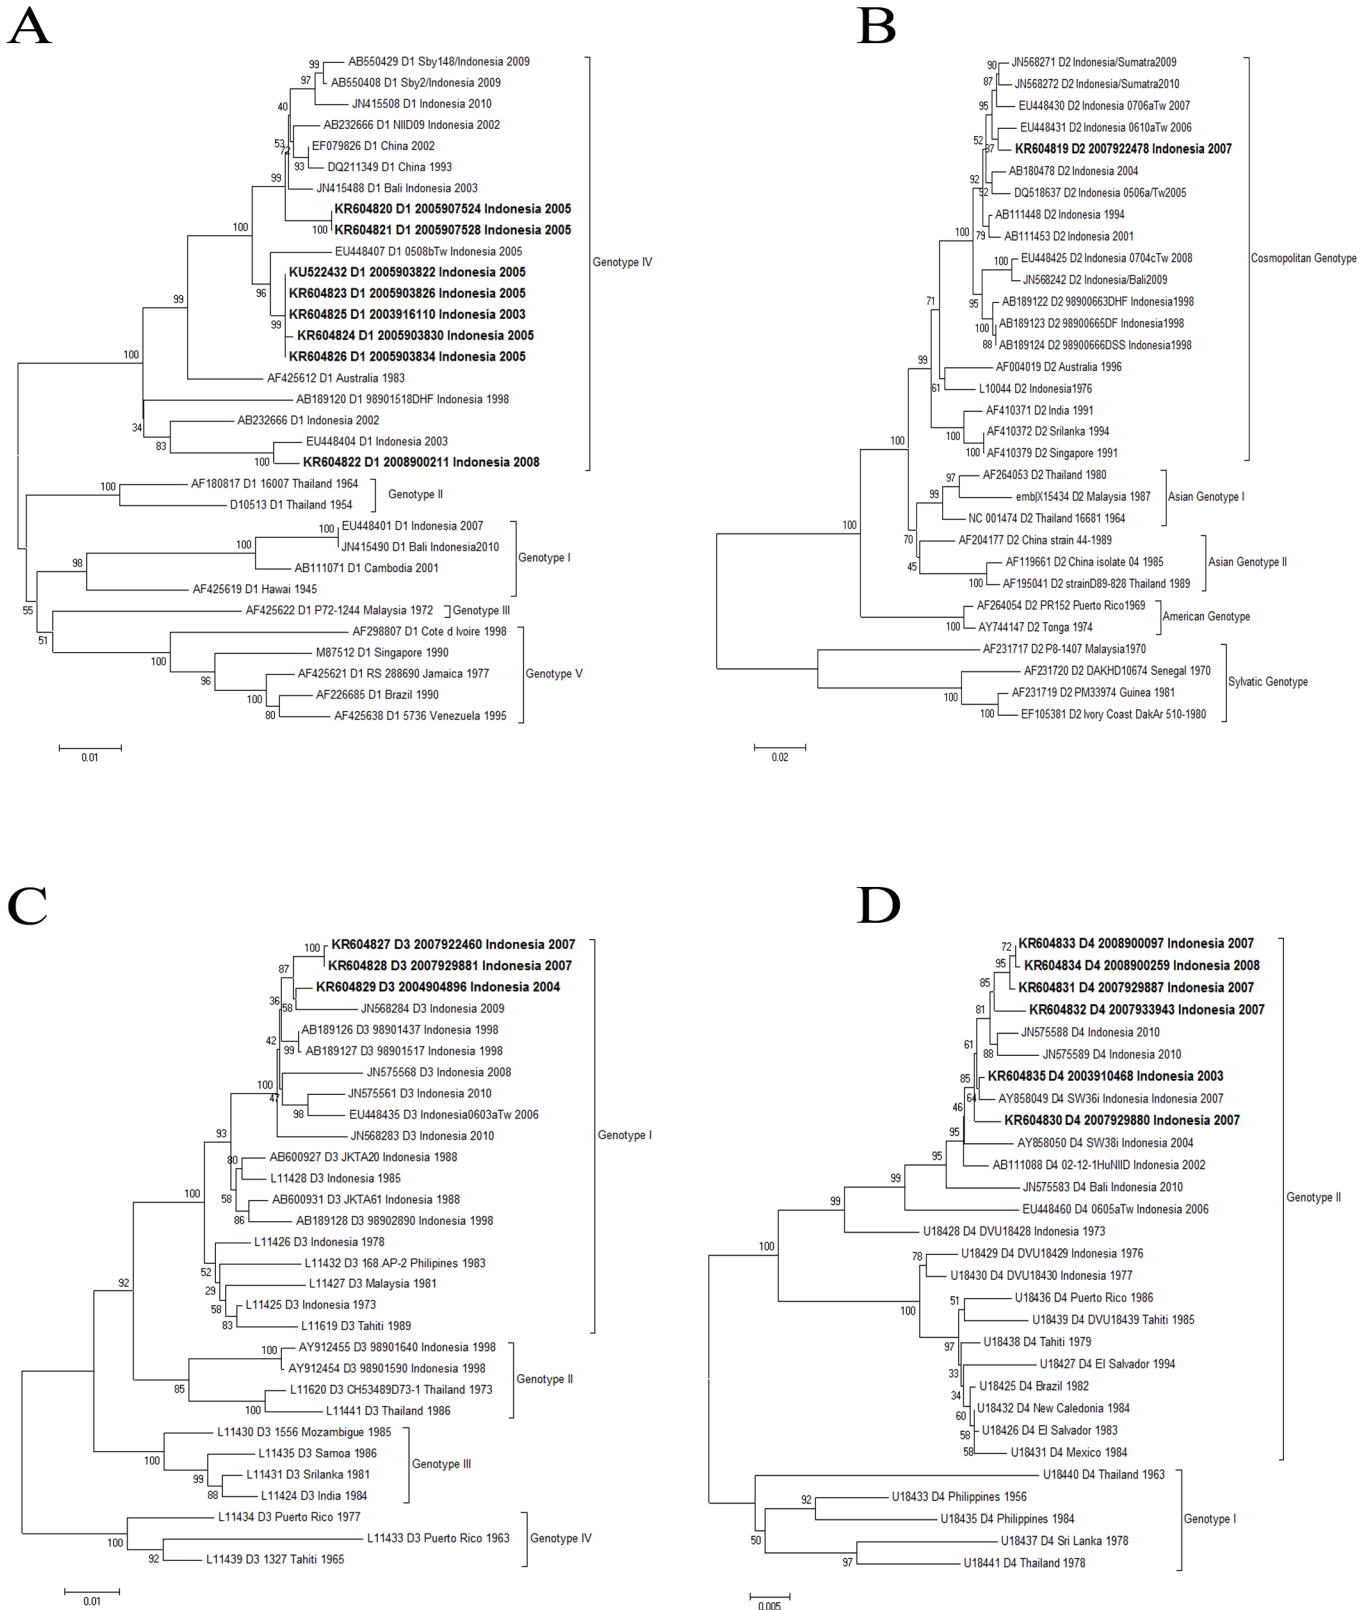 A
99
AB550429 D1 Sby148/Indonesia 2009
97
AB550408 D1 Sby2/Indonesia 2009
40
JN415508 D1 Indonesia 2010
AB232666 D1 NIID09 Indonesia 2002
53
EF079826 D1 China 2002
93
DQ211349 D1 China 1993
99
JN415488 D1 Bali Indonesia 2003
KR604820 D1 2005907524 Indonesia 2005
100
100
KR604821 D1 2005907528 Indonesia 2005
EU448407 D1 0508bTw Indonesia 2005
Genotype IV
KU522432 D1 2005903822 Indonesia 2005
96
KR604823 D1 2005903826 Indonesia 2005
99
KR604825 D1 2003916110 Indonesia 2003
99
KR604824 D1 2005903830 Indonesia 2005
100
KR604826 D1 2005903834 Indonesia 2005
AF425612 D1 Australia 1983
AB189120 D1 98901518DHF Indonesia 1998
34
AB232666 D1 Indonesia 2002
83
EU448404 D1 Indonesia 2003
100
KR604822 D1 2008900211 Indonesia 2008
100
AF180817 D1 16007 Thailand 1964
Genotype II
D10513 D1 Thailand 1954
100
EU448401 D1 Indonesia 2007
100
JN415490 D1 Bali Indonesia2010
Genotype I
98
AB111071 D1 Cambodia 2001
AF425619 D1 Hawai 1945
55
AF425622 D1 P72-1244 Malaysia 1972
Genotype III
51
AF298807 D1 Cote d Ivoire 1998
100
M87512 D1 Singapore 1990
96
AF425621 D1 RS 288690 Jamaica 1977
Genotype V
100
AF226685 D1 Brazil 1990
80
AF425638 D1 5736 Venezuela 1995
0.01
B
90
JN568271 D2 Indonesia/Sumatra2009
87
JN568272 D2 Indonesia/Sumatra2010
95
EU448430 D2 Indonesia 0706aTw 2007
EU448431 D2 Indonesia 0610aTw 2006
52
KR604819 D2 2007922478 Indonesia 2007
AB180478 D2 Indonesia 2004
92
DQ518637 D2 Indonesia 0506a/Tw2005
AB111448 D2 Indonesia 1994
100
79
AB111453 D2 Indonesia 2001
100
EU448425 D2 Indonesia 0704cTw 2008
Cosmopolitan Genotype
JN568242 D2 Indonesia/Bali2009
71
95
AB189122 D2 98900663DHF Indonesia1998
100
AB189123 D2 98900665DF Indonesia1998
88
AB189124 D2 98900666DSS Indonesia1998
99
AF004019 D2 Australia 1996
61
L10044 D2 Indonesia1976
AF410371 D2 India 1991
100
AF410372 D2 Srilanka 1994
100
100
AF410379 D2 Singapore 1991
97
AF264053 D2 Thailand 1980
99
emb|X15434 D2 Malaysia 1987
Asian Genotype I
NC 001474 D2 Thailand 16681 1964
100
70
AF204177 D2 China strain 44-1989
45
AF119661 D2 China isolate 04 1985
Asian Genotype II
100
AF195041 D2 strainD89-828 Thailand 1989
AF264054 D2 PR152 Puerto Rico1969
American Genotype
100
AY744147 D2 Tonga 1974
AF231717 D2 P8-1407 Malaysia1970
AF231720 D2 DAKHD10674 Senegal 1970
Sylvatic Genotype
100
AF231719 D2 PM33974 Guinea 1981
100
EF105381 D2 Ivory Coast DakAr 510-1980
0.02
C
100
KR604827 D3 2007922460 Indonesia 2007
87
KR604828 D3 2007929881 Indonesia 2007
KR604829 D3 2004904896 Indonesia 2004
36
58
JN568284 D3 Indonesia 2009
AB189126 D3 98901437 Indonesia 1998
42
99
AB189127 D3 98901517 Indonesia 1998
JN575568 D3 Indonesia 2008
100
47
JN575561 D3 Indonesia 2010
98
EU448435 D3 Indonesia0603aTw 2006
JN568283 D3 Indonesia 2010
Genotype I
93
AB600927 D3 JKTA20 Indonesia 1988
80
L11428 D3 Indonesia 1985
100
58
AB600931 D3 JKTA61 Indonesia 1988
86
AB189128 D3 98902890 Indonesia 1998
L11426 D3 Indonesia 1978
52
L11432 D3 168.AP-2 Philipines 1983
92
29
L11427 D3 Malaysia 1981
58
L11425 D3 Indonesia 1973
83
L11619 D3 Tahiti 1989
100
AY912455 D3 98901640 Indonesia 1998
AY912454 D3 98901590 Indonesia 1998
Genotype II
85
L11620 D3 CH53489D73-1 Thailand 1973
100
L11441 D3 Thailand 1986
L11430 D3 1556 Mozambigue 1985
100
L11435 D3 Samoa 1986
Genotype III
99
L11431 D3 Srilanka 1981
88
L11424 D3 India 1984
L11434 D3 Puerto Rico 1977
100
L11433 D3 Puerto Rico 1963
Genotype IV
92
L11439 D3 1327 Tahiti 1965
0.01
D
72
KR604833 D4 2008900097 Indonesia 2007
95
KR604834 D4 2008900259 Indonesia 2008
85
KR604831 D4 2007929887 Indonesia 2007
81
KR604832 D4 2007933943 Indonesia 2007
JN575588 D4 Indonesia 2010
61
88
JN575589 D4 Indonesia 2010
85
KR604835 D4 2003910468 Indonesia 2003
64
AY858049 D4 SW36i Indonesia Indonesia 2007
46
KR604830 D4 2007929880 Indonesia 2007
95
AY858050 D4 SW38i Indonesia 2004
95
AB111088 D4 02-12-1HuNIID Indonesia 2002
99
JN575583 D4 Bali Indonesia 2010
Genotype II
99
EU448460 D4 0605aTw Indonesia 2006
U18428 D4 DVU18428 Indonesia 1973
100
78
U18429 D4 DVU18429 Indonesia 1976
U18430 D4 DVU18430 Indonesia 1977
100
51
U18436 D4 Puerto Rico 1986
U18439 D4 DVU18439 Tahiti 1985
97
U18438 D4 Tahiti 1979
33
U18427 D4 El Salvador 1994
34
U18425 D4 Brazil 1982
60
U18432 D4 New Caledonia 1984
58
U18426 D4 El Salvador 1983
58
U18431 D4 Mexico 1984
U18440 D4 Thailand 1963
92
U18433 D4 Philippines 1956
U18435 D4 Philippines 1984
Genotype I
50
U18437 D4 Sri Lanka 1978
97
U18441 D4 Thailand 1978
0.005